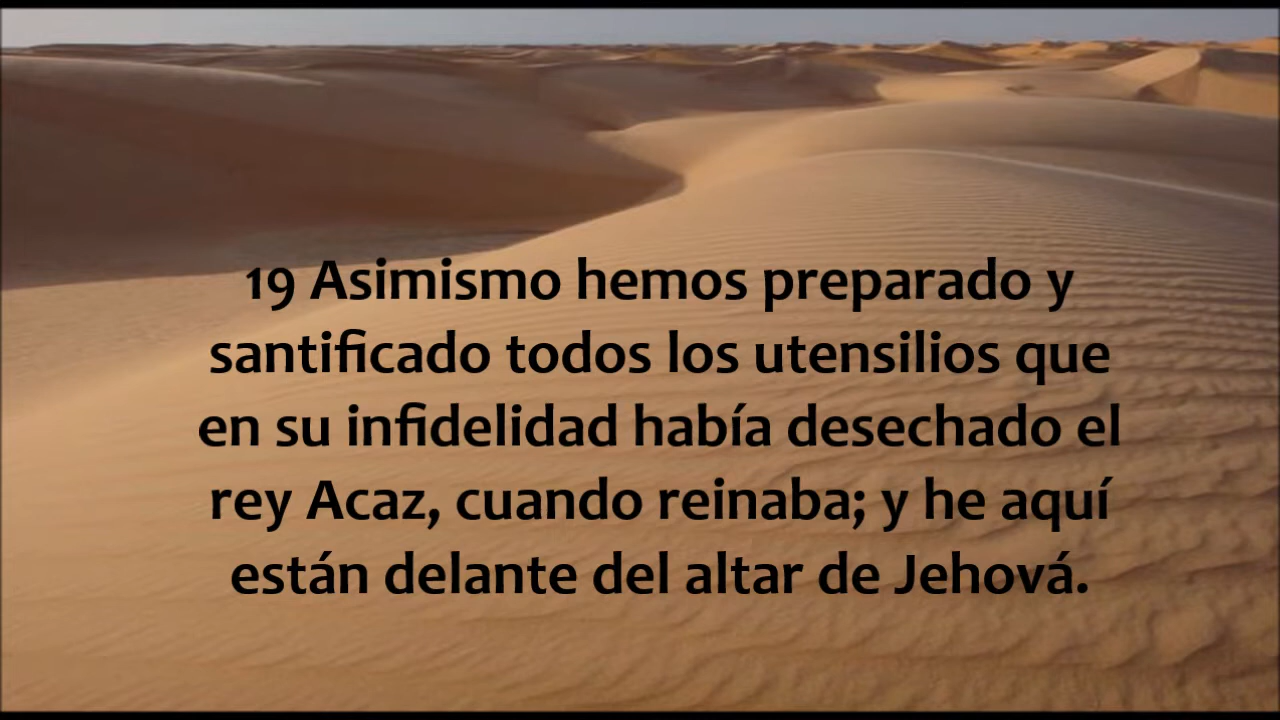 19 Asimismo hemos preparado y
santificado todos los utensilios que
en su infidelidad había desechado el
rey Acaz, cuando reinaba; y he aquí
están delante del altar de Jehová.